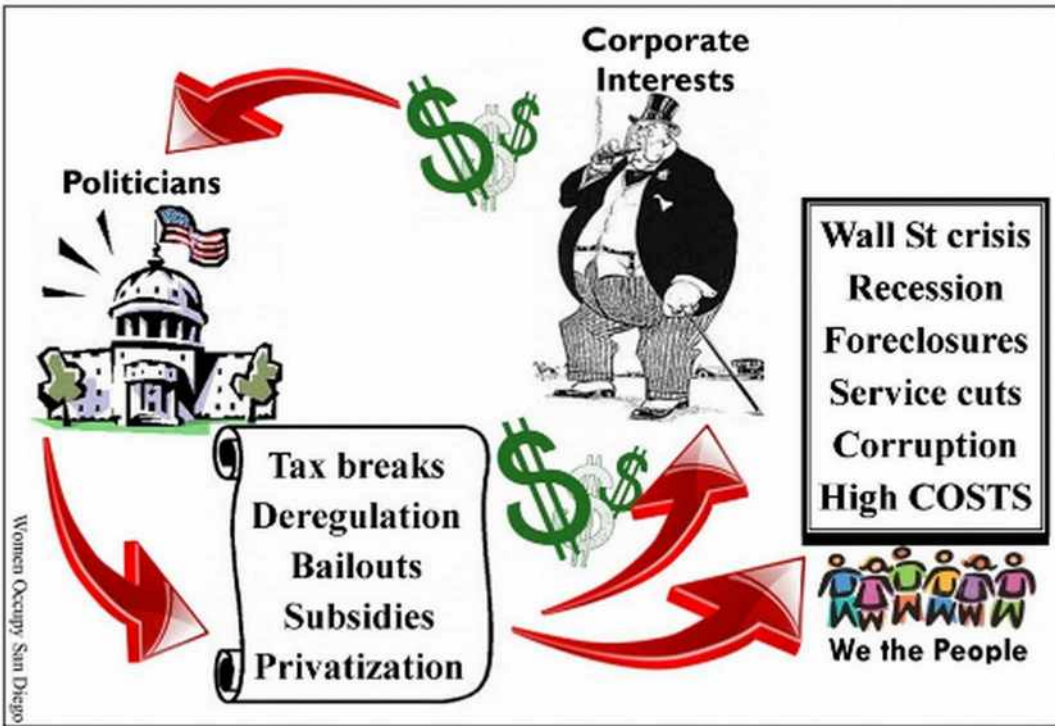 Corporate
Interests
Politicians
Wall St crisis
Recession
Foreclosures
Service cuts
Corruption
High COSTS
Tax breaks
Deregulation
Bailouts
Subsidies
Privatization
We the People
Women Occupy San Diego